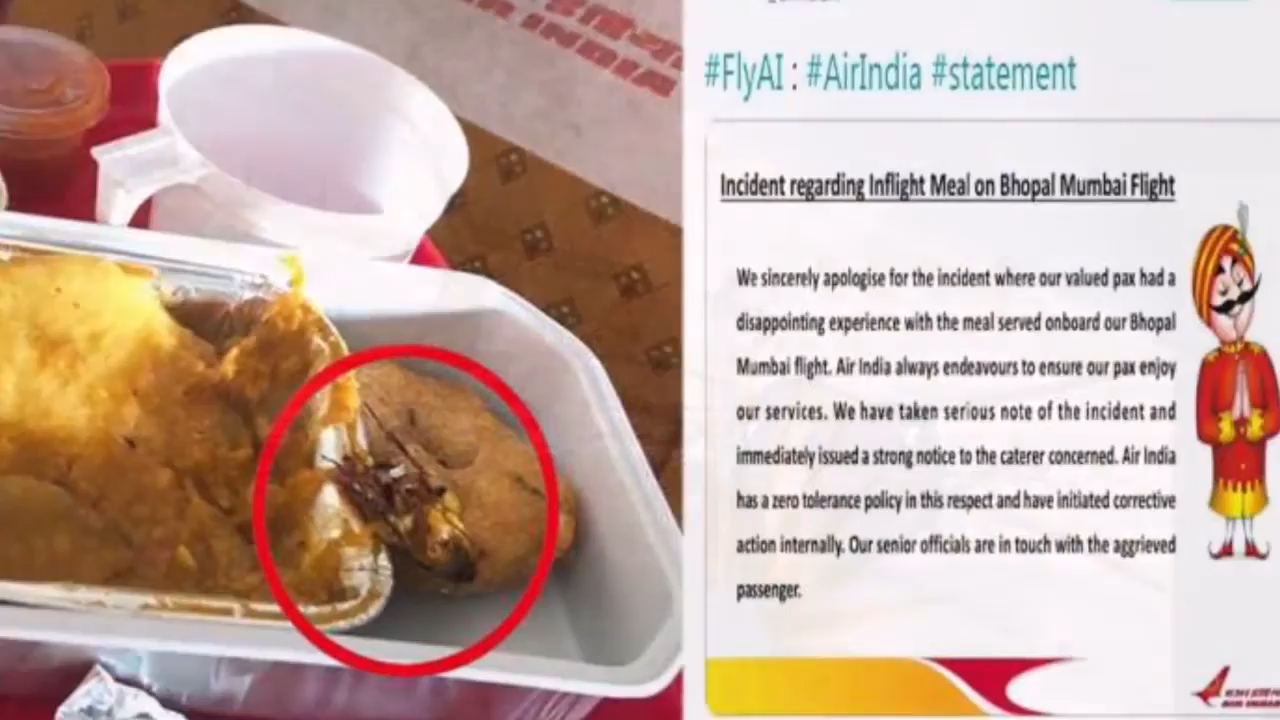 INDIA
#FlyAI : #AirIndia #statement
Incident regarding Inflight Meal on Bhopal Mumbai Flight
We sincerely apologise for the incident where our valued pax had a
disappointing experience with the meal served onboard our Bhopal
Mumbai flight. Air India always endeavours to ensure our pax enjoy
our services. We have taken serious note of the incident and
immediately issued a strong notice to the caterer concerned. Air India
has a zero tolerance policy in this respect and have initiated corrective
action internally. Our senior officials are in touch with the aggrieved
passenger.